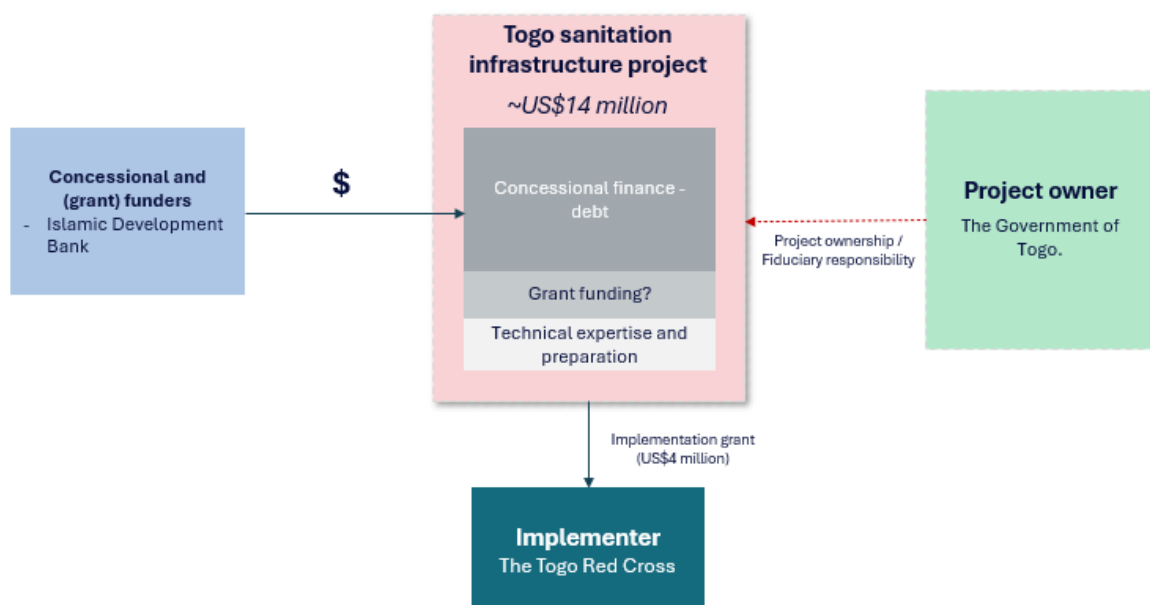 Togo sanitation
infrastructure project
~US$14 million
Concessional and
(grant) funders
- Islamic Development
Bank
$
Concessional finance -
debt
Grant funding?
Technical expertise and
preparation
Project owner
The Government of
Togo.
Project ownership /
Fiduciary responsibility
Implementation grant
(US$4 million)
Implementer
The Togo Red Cross